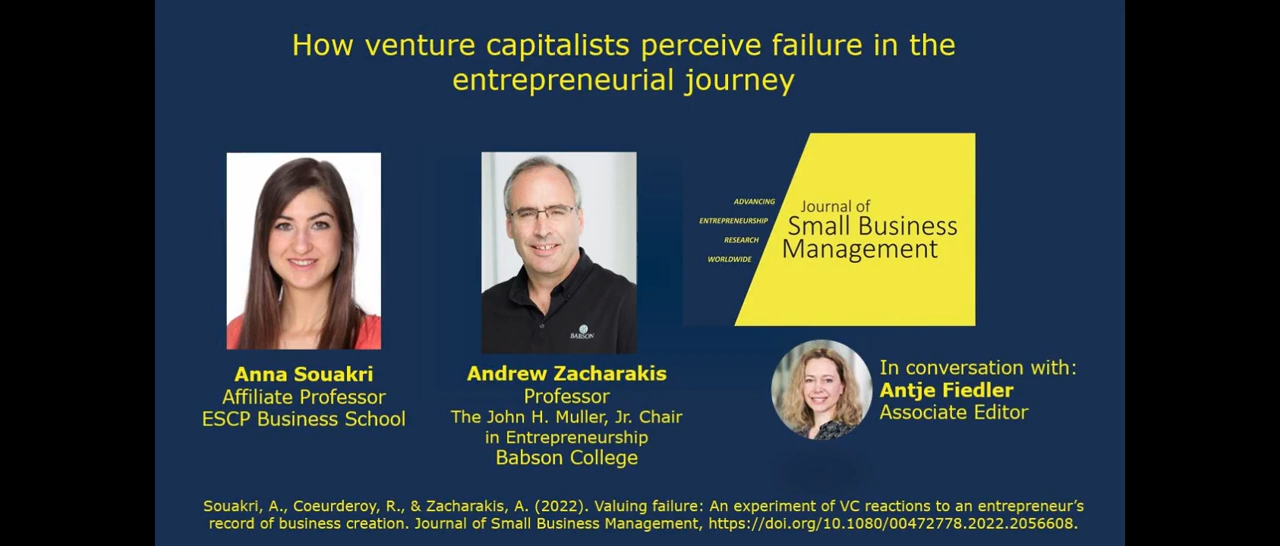 How venture capitalists perceive failure in the
entrepreneurial journey
ADVANCING
ENTREPRENEURSHIP
RESEARCH
WORLDWIDE
Journal of
Small Business
Management
BABSON
Anna Souakri
Affiliate Professor
ESCP Business School
Andrew Zacharakis
Professor
The John H. Muller, Jr. Chair
in Entrepreneurship
Babson College
In conversation with:
Antje Fiedler
Associate Editor
Souakri, A., Coeurderoy, R., & Zacharakis, A. (2022). Valuing failure: An experiment of VC reactions to an entrepreneur’s
record of business creation. Journal of Small Business Management, https://doi.org/10.1080/00472778.2022.2056608.